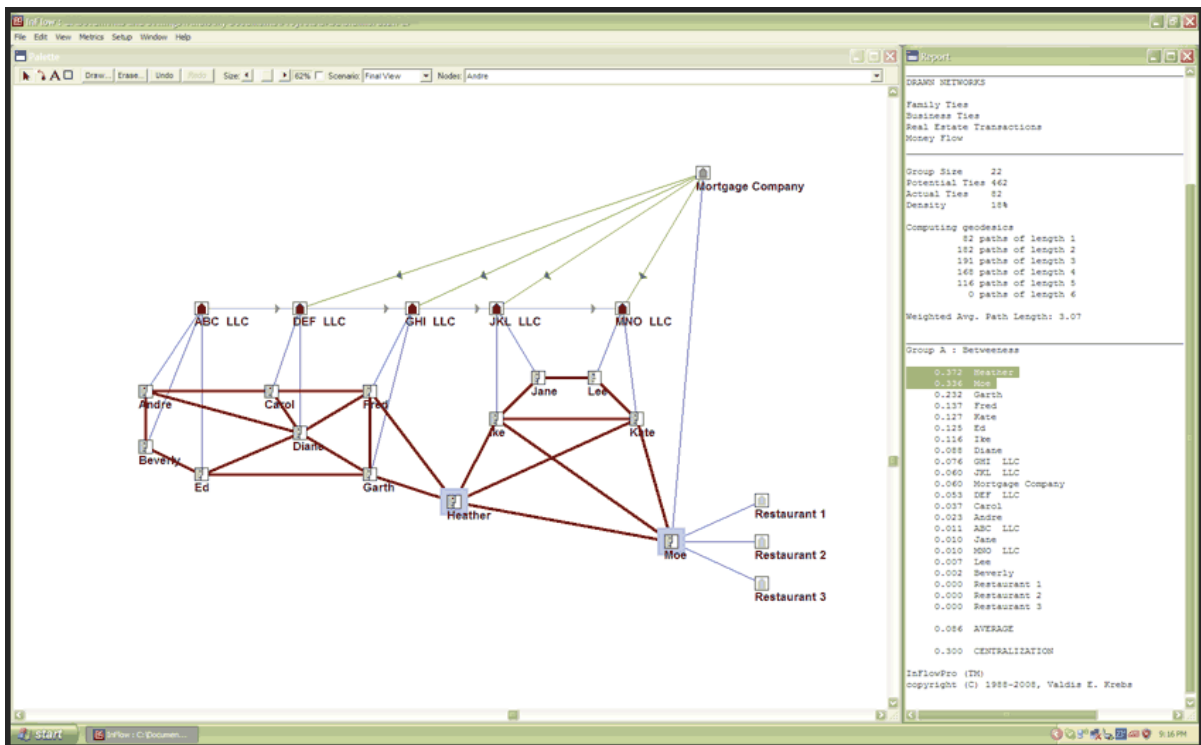 InFlow :
File Edit View Metrics Setup Window Help
Palette
Draw... Erase... Undo Redo Size: 62% Scenario: Final View Nodes: Andre
Mortgage Company
ABC LLC DEF LLC GHI LLC JKL LLC MNO LLC
Jane Lee
Andre Carol Fred
Ike Kate
Diane
Beverly
Ed Garth
Heather
Restaurant 1
Moe Restaurant 2
Restaurant 3
Report
DRAWN NETWORKS
Family Ties
Business Ties
Real Estate Transactions
Money Flow
Group Size 22
Potential Ties 462
Actual Ties 82
Density 18%
Computing geodesics
82 paths of length 1
182 paths of length 2
191 paths of length 3
168 paths of length 4
116 paths of length 5
0 paths of length 6
Weighted Avg. Path Length: 3.07
Group A : Betweeness
0.372 Heather
0.336 Moe
0.232 Garth
0.137 Fred
0.127 Kate
0.125 Ed
0.116 Ike
0.088 Diane
0.076 GHI LLC
0.060 JKL LLC
0.060 Mortgage Company
0.053 DEF LLC
0.037 Carol
0.023 Andre
0.011 ABC LLC
0.010 Jane
0.010 MNO LLC
0.007 Lee
0.002 Beverly
0.000 Restaurant 1
0.000 Restaurant 2
0.000 Restaurant 3
0.086 AVERAGE
0.300 CENTRALIZATION
InFlowPro (TM)
copyright (C) 1988-2008, Valdis E. Krebs
start InFlow : C:\Documen... 9:16 PM